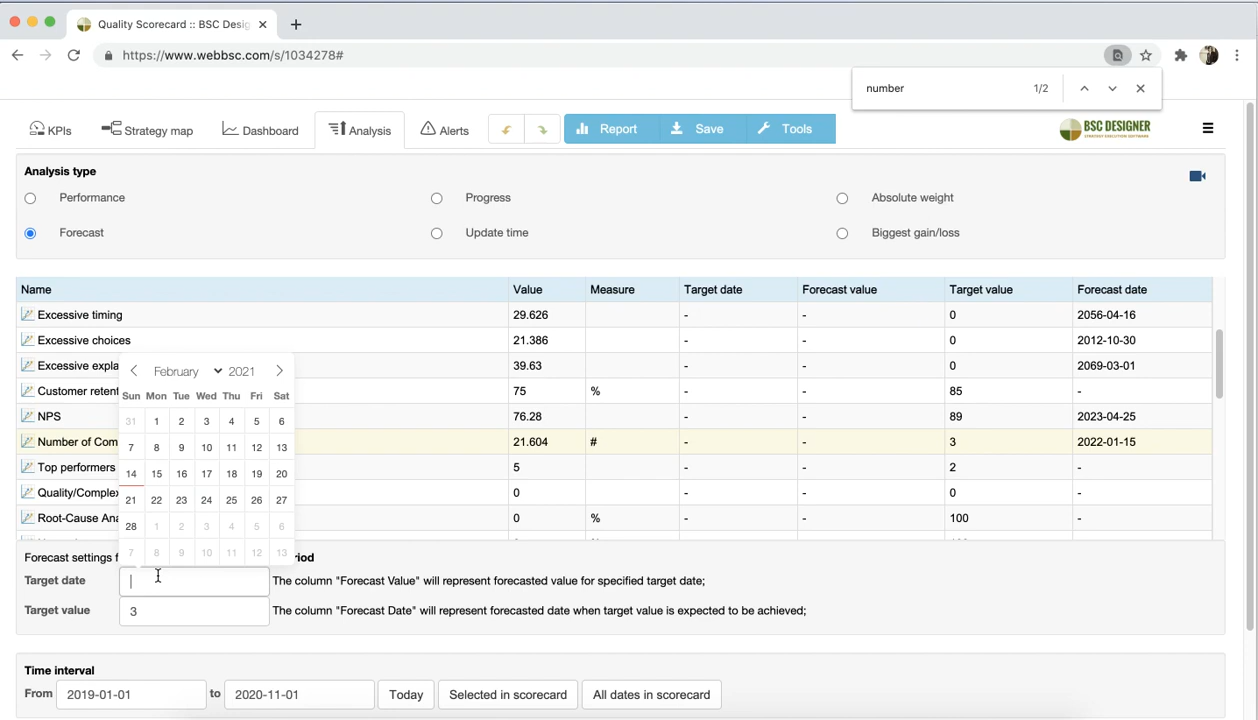 Quality Scorecard :: BSC Desig
https://www.webbsc.com/s/1034278#
number 1/2
KPIs Strategy map Dashboard Analysis Alerts Report Save Tools BSC DESIGNER
STRATEGY EXECUTION SOFTWARE
Analysis type
Performance Progress Absolute weight
Forecast Update time Biggest gain/loss
Name Value Measure Target date Forecast value Target value Forecast date
Excessive timing 29.626 - - 0 2056-04-16
Excessive choices 21.386 - - 0 2012-10-30
Excessive expla 39.63 - - 0 2069-03-01
Customer retent 75 % - - 85 -
NPS 76.28 - - 89 2023-04-25
Number of Com 21.604 # - - 3 2022-01-15
Top performers 5 - - 2 -
Quality/Complex 0 - - 0 -
Root-Cause Ana 0 % - - 100 -
February 2021
Sun Mon Tue Wed Thu Fri Sat
31 1 2 3 4 5 6
7 8 9 10 11 12 13
14 15 16 17 18 19 20
21 22 23 24 25 26 27
28 1 2 3 4 5 6
7 8 9 10 11 12 13
Forecast settings f riod
Target date The column "Forecast Value" will represent forecasted value for specified target date;
Target value 3 The column "Forecast Date" will represent forecasted date when target value is expected to be achieved;
Time interval
From 2019-01-01 to 2020-11-01 Today Selected in scorecard All dates in scorecard